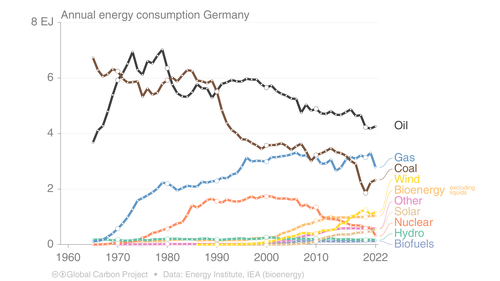 Annual energy consumption Germany
8 EJ
6
4
2
0
1960
1970
1980
1990
2000
2010
2022
Oil
Gas
Coal
Wind
Bioenergy excluding liquids
Other
Solar
Nuclear
Hydro
Biofuels
Global Carbon Project • Data: Energy Institute, IEA (bioenergy)